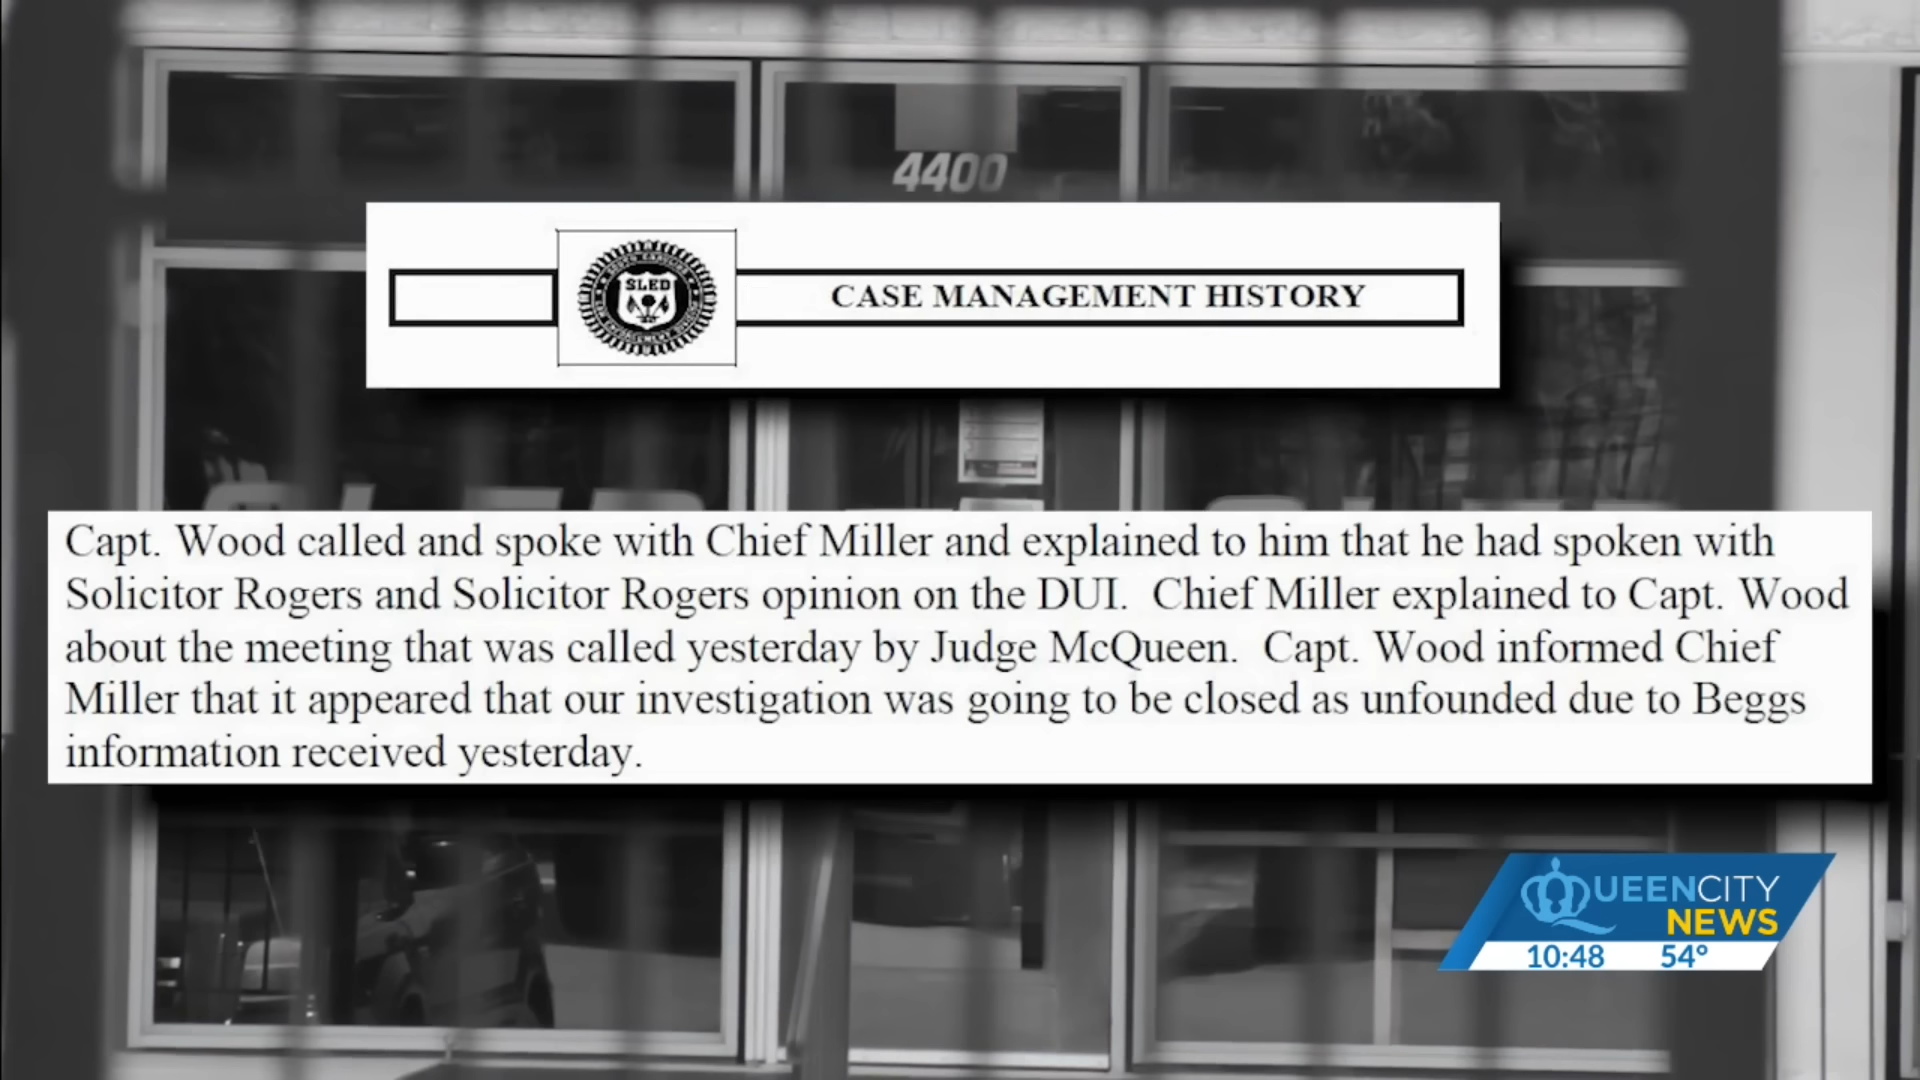 4400
SLED
CASE MANAGEMENT HISTORY
Capt. Wood called and spoke with Chief Miller and explained to him that he had spoken with
Solicitor Rogers and Solicitor Rogers opinion on the DUI. Chief Miller explained to Capt. Wood
about the meeting that was called yesterday by Judge McQueen. Capt. Wood informed Chief
Miller that it appeared that our investigation was going to be closed as unfounded due to Beggs
information received yesterday.
QUEENCITY
NEWS
10:48 54°